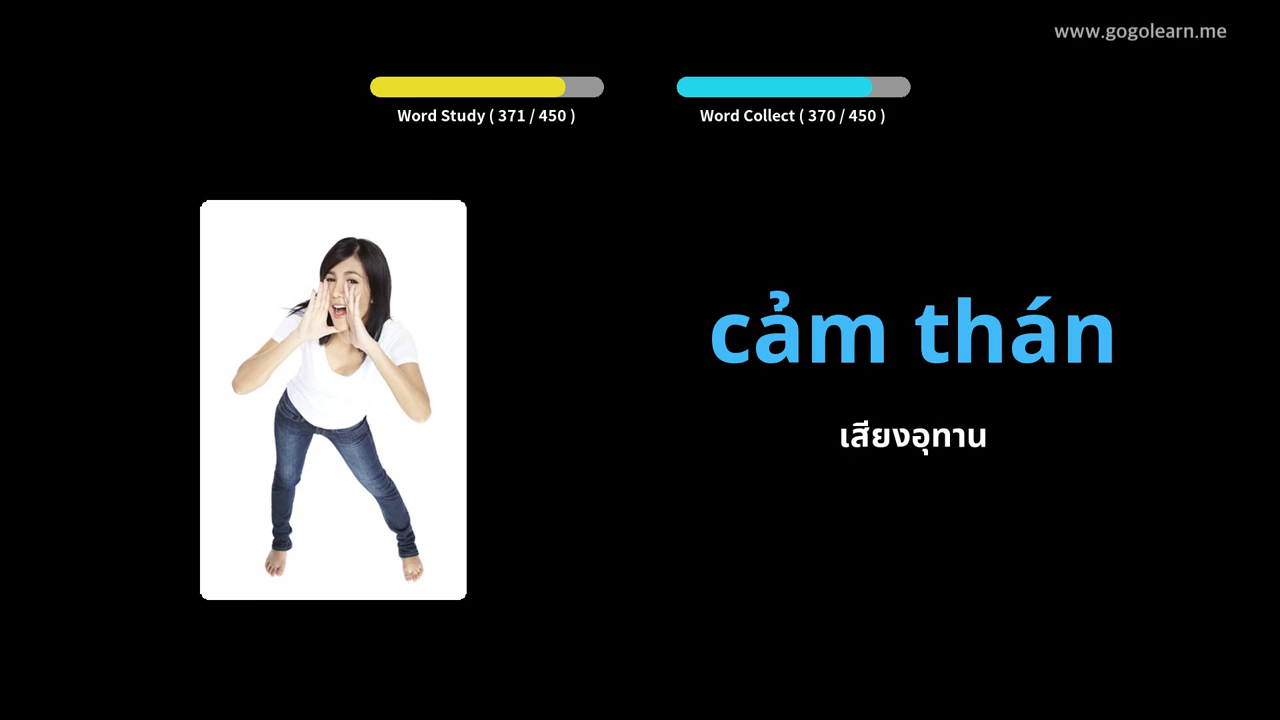 www.gogolearn.me
Word Study ( 371 / 450 )
Word Collect ( 370 / 450 )
cảm thán
เสียงอุทาน